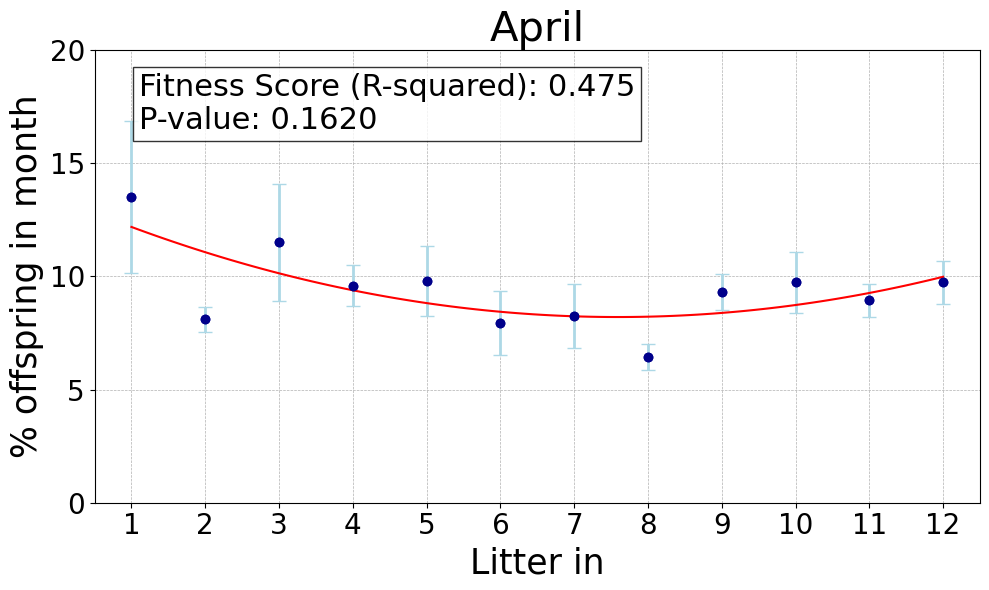 April
Fitness Score (R-squared): 0.475
P-value: 0.1620
% offspring in month
20
15
10
5
0
1 2 3 4 5 6 7 8 9 10 11 12
Litter in